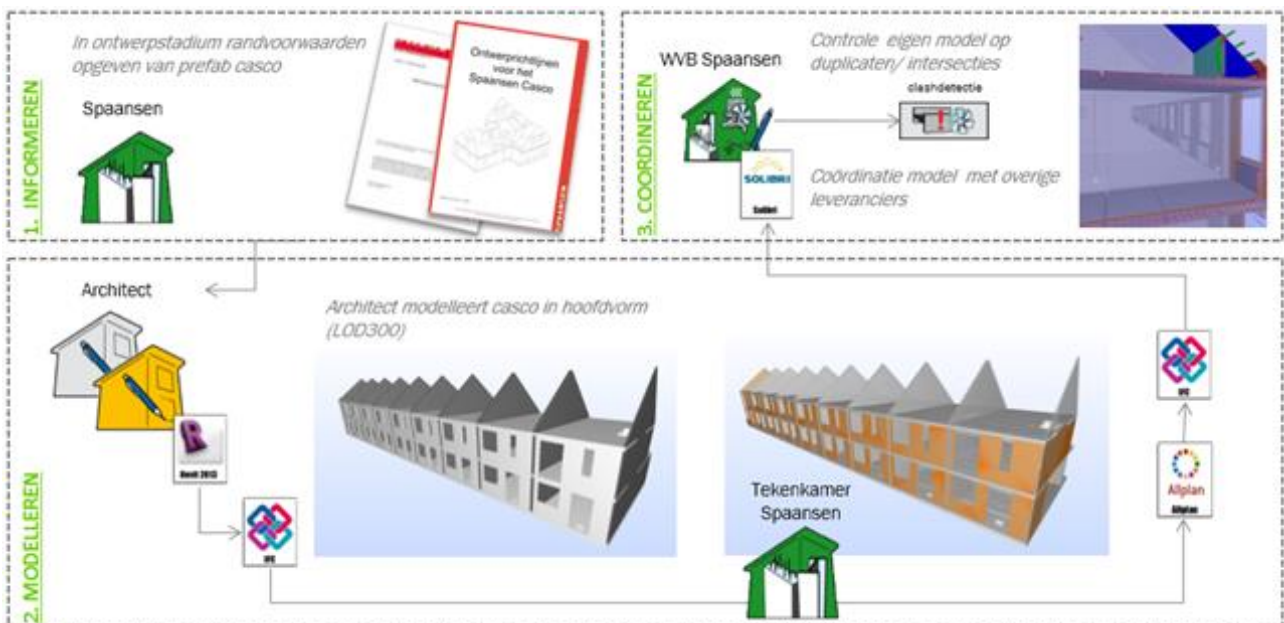 1. INFORMEREN
In ontwerpstadium randvoorwaarden
opgeven van prefab casco
Spaansen
Ontwerprichtlijnen
voor het
Spaansen Casco
3. COORDINEREN
WVB Spaansen
Controle eigen model op
duplicaten/ intersecties
clashdetectie
SOLIBRI
Solibri
Coördinatie model met overige
leveranciers
2. MODELLEREN
Architect
Architect modelleert casco in hoofdvorm
(LOD300)
R
Revit 2013
IFC
Tekenkamer
Spaansen
IFC
Allplan
Allplan